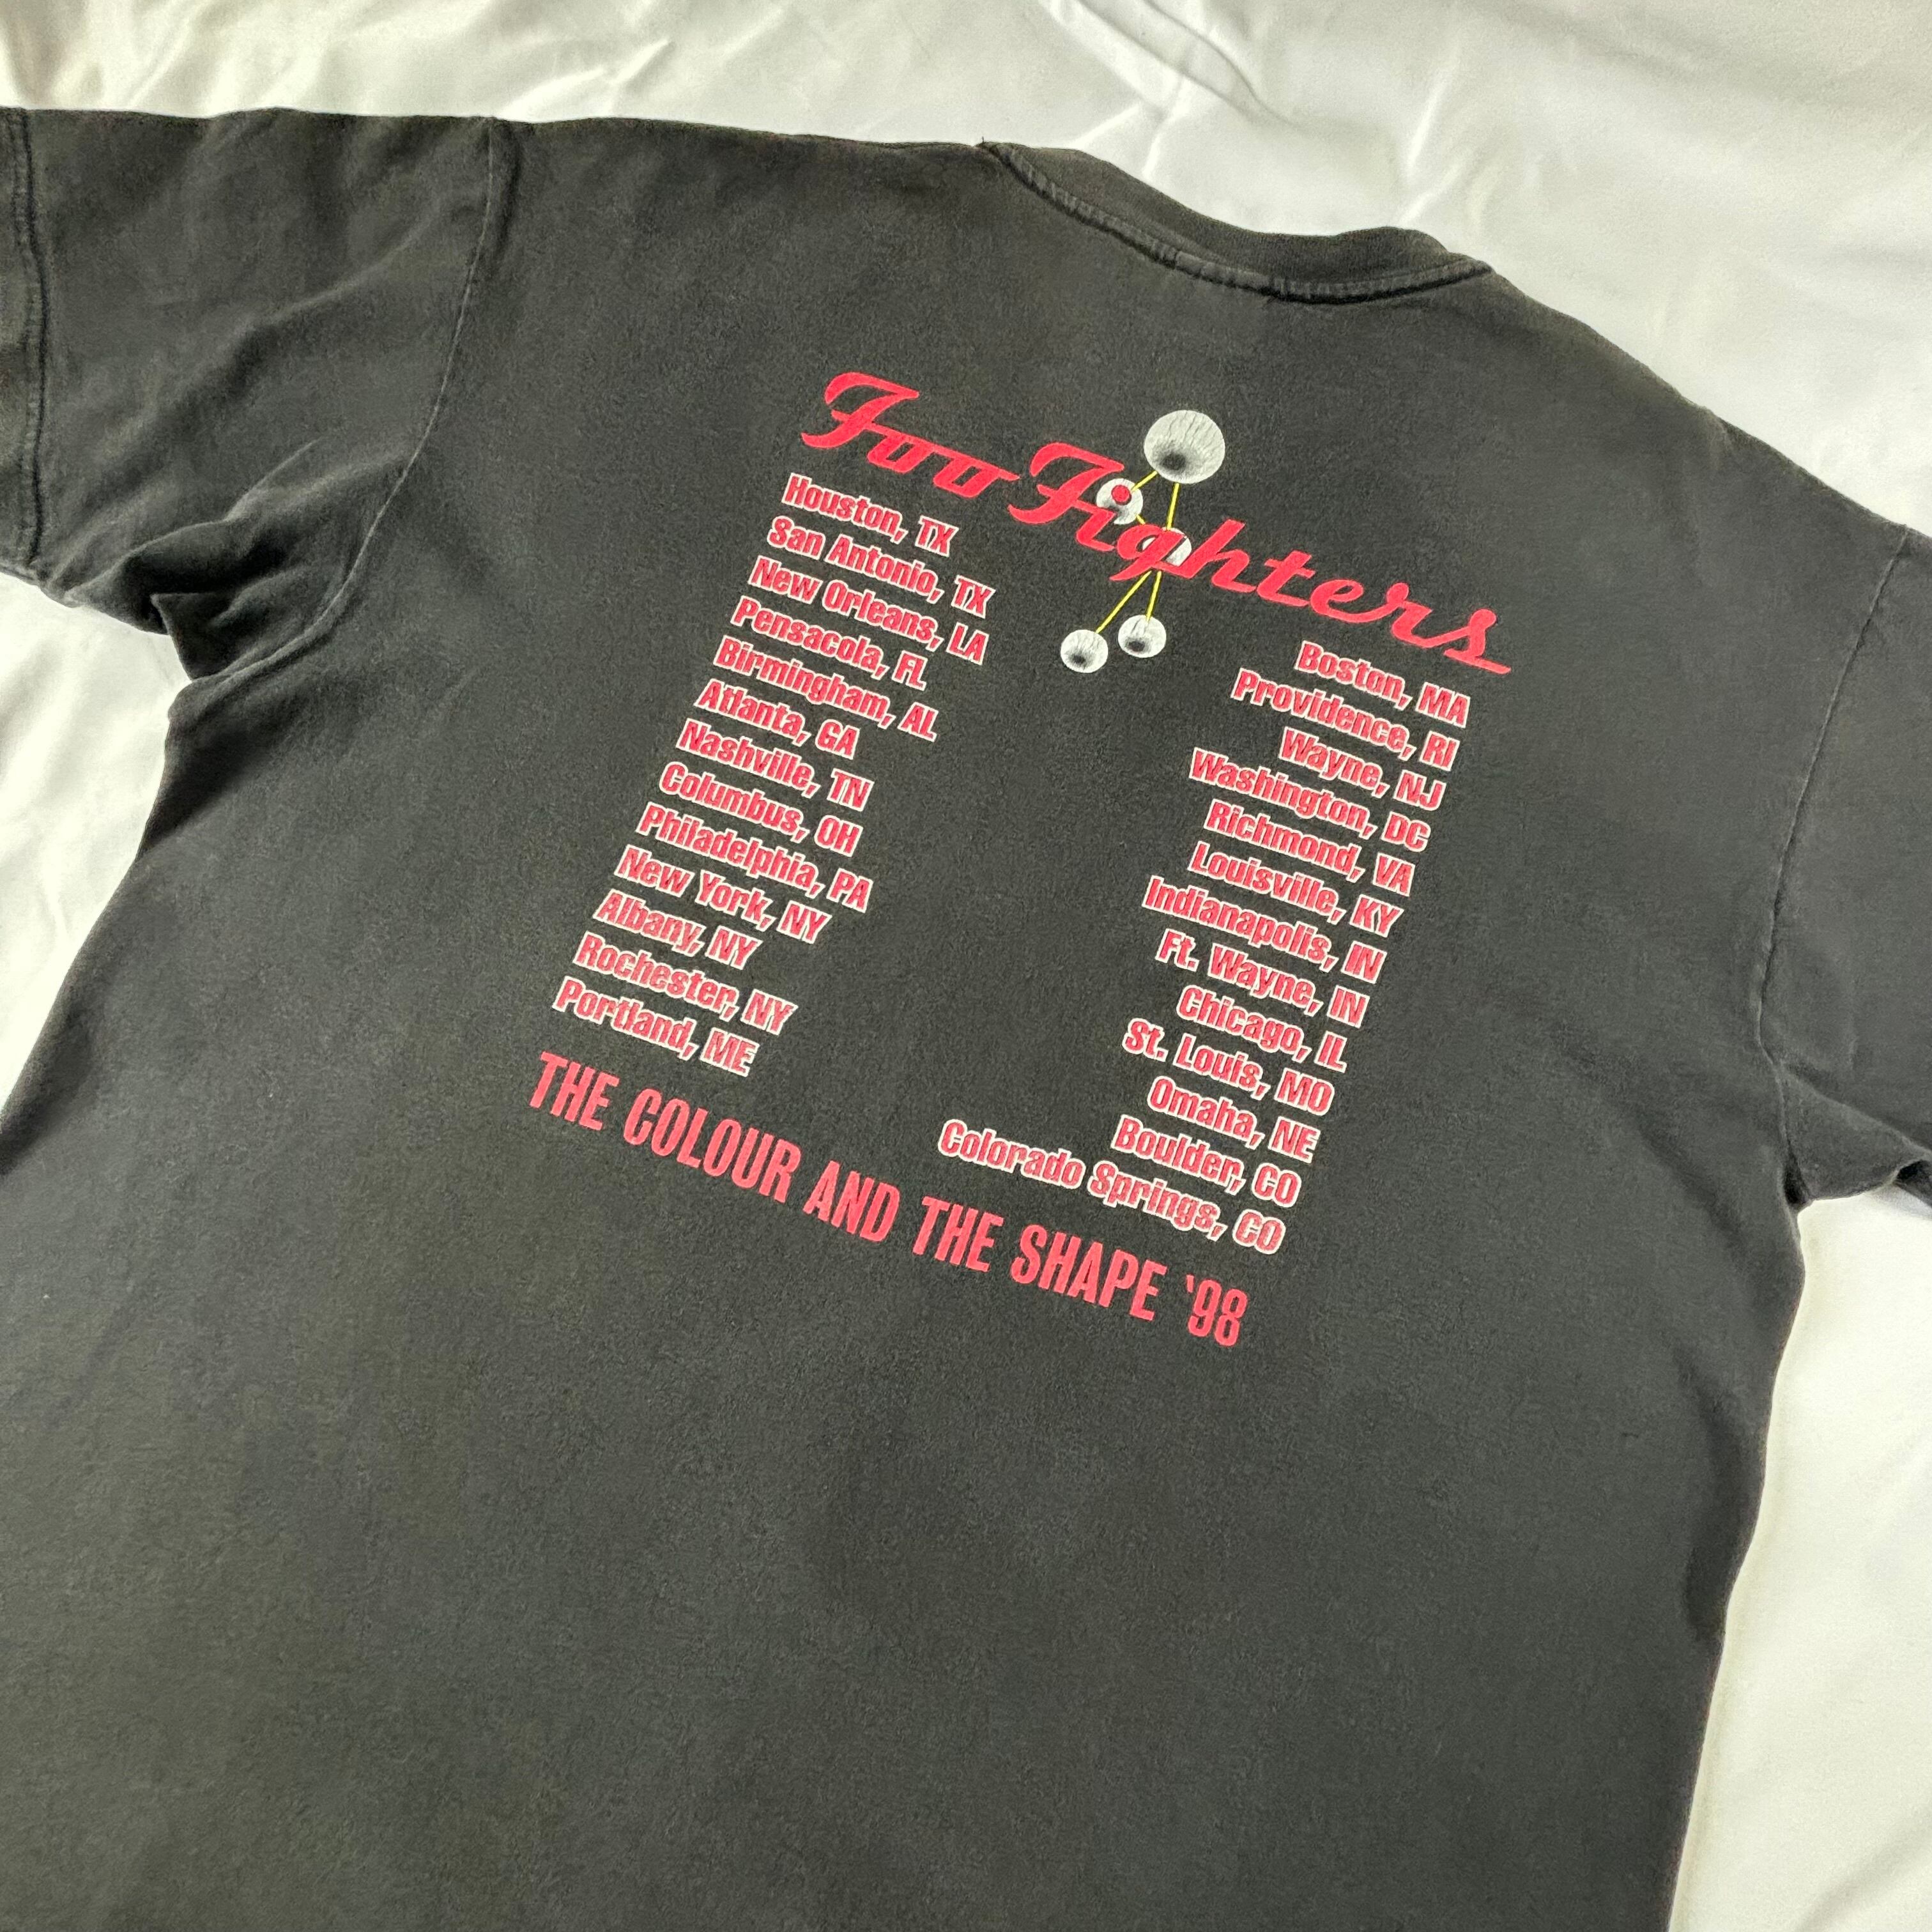 Foo Fighters
Houston, TX
San Antonio, TX
New Orleans, LA
Pensacola, FL
Birmingham, AL
Atlanta, GA
Nashville, TN
Columbus, OH
Philadelphia, PA
New York, NY
Albany, NY
Rochester, NY
Portland, ME
Boston, MA
Providence, RI
Wayne, NJ
Washington, DC
Richmond, VA
Louisville, KY
Indianapolis, IN
Ft. Wayne, IN
Chicago, IL
St. Louis, MO
Omaha, NE
Boulder, CO
Colorado Springs, CO
THE COLOUR AND THE SHAPE '98